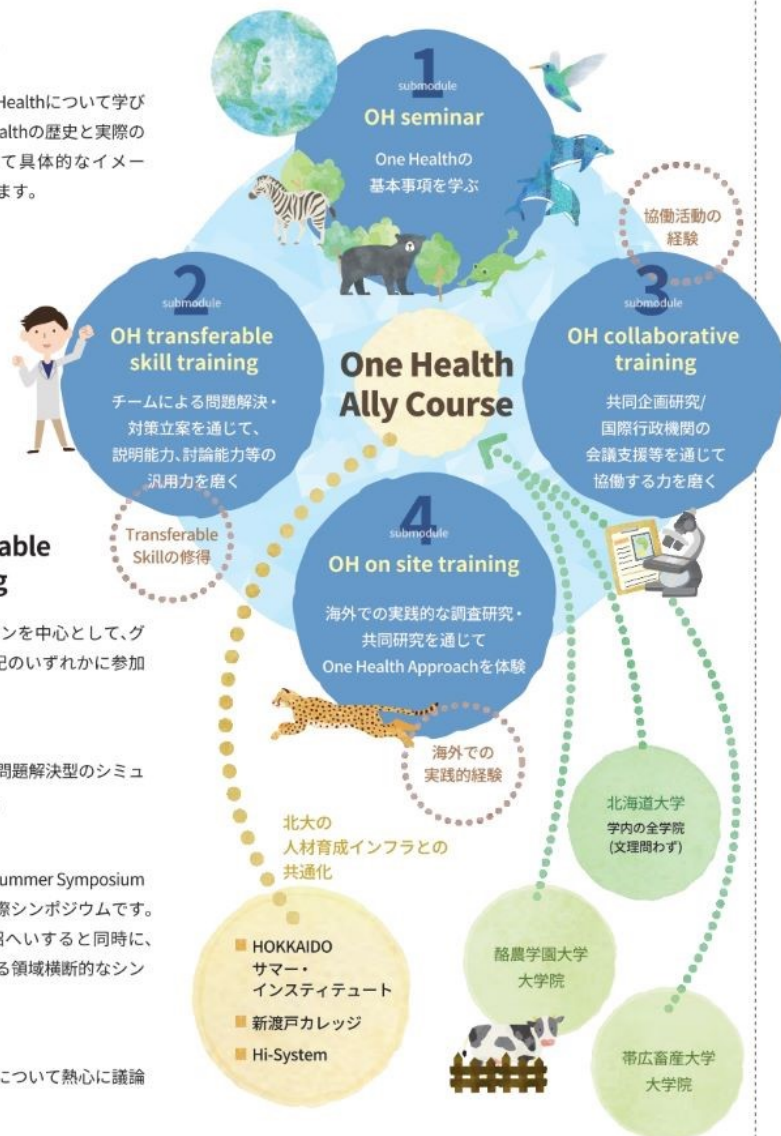 Healthについて学び
althの歴史と実際の
て具体的なイメー
ます。
1
submodule
OH seminar
One Healthの
基本事項を学ぶ
協働活動の
経験
2
submodule
OH transferable
skill training
チームによる問題解決・
対策立案を通じて、
説明能力、討論能力等の
汎用力を磨く
Transferable
Skillの修得
One Health
Ally Course
3
submodule
OH collaborative
training
共同企画研究/
国際行政機関の
会議支援等を通じて
協働する力を磨く
4
submodule
OH on site training
海外での実践的な調査研究・
共同研究を通じて
One Health Approachを体験
海外での
実践的経験
able
g
ンを中心として、グ
記のいずれかに参加
問題解決型のシミュ
ummer Symposium
際シンポジウムです。
招へいすると同時に、
る領域横断的なシン
について熱心に議論
北大の
人材育成インフラとの
共通化
HOKKAIDO
サマー・
インスティテュート
新渡戸カレッジ
Hi-System
北海道大学
学内の全学院
(文理問わず)
酪農学園大学
大学院
帯広畜産大学
大学院